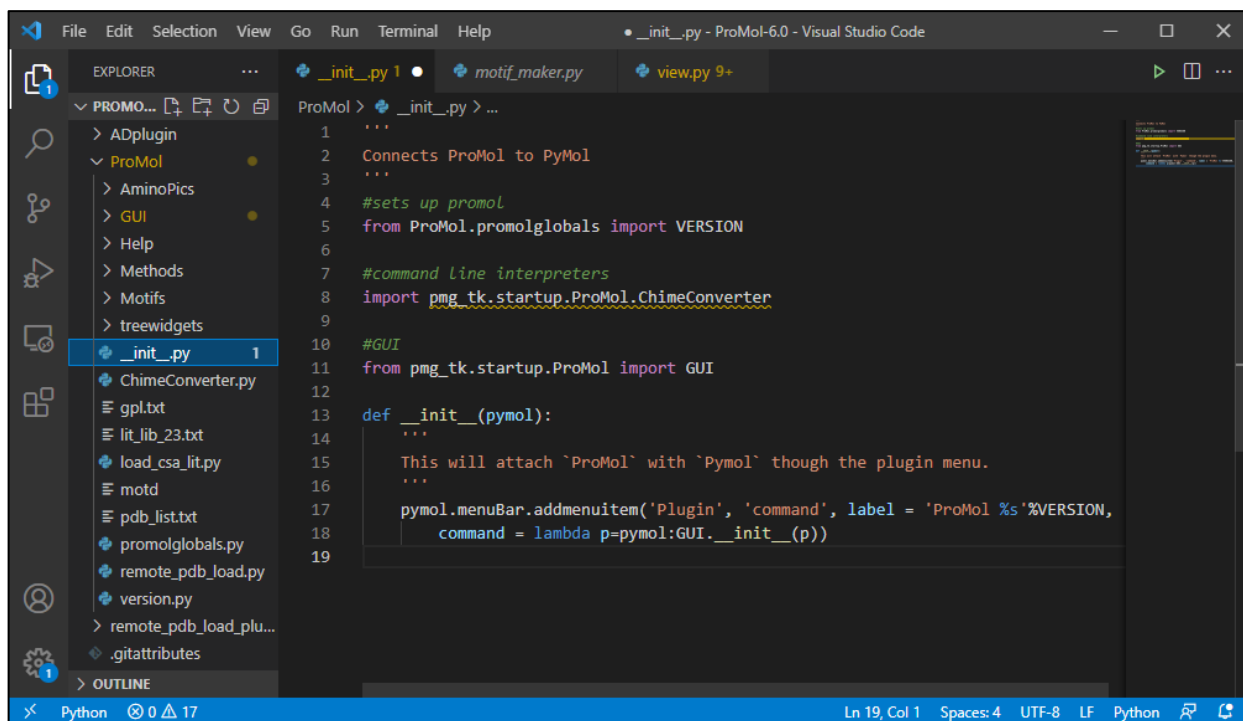 File Edit Selection View Go Run Terminal Help ● __init__.py - ProMol-6.0 - Visual Studio Code
EXPLORER ...
PROMO...
> ADplugin
ProMol
> AminoPics
> GUI
> Help
> Methods
> Motifs
> treewidgets
__init__.py 1
ChimeConverter.py
gpl.txt
lit_lib_23.txt
load_csa_lit.py
motd
pdb_list.txt
promolglobals.py
remote_pdb_load.py
version.py
> remote_pdb_load_plu...
.gitattributes
> OUTLINE
1
1
__init__.py 1 ● motif_maker.py view.py 9+
ProMol > __init__.py > ...
1 '''
2 Connects ProMol to PyMol
3 '''
4 #sets up promol
5 from ProMol.promolglobals import VERSION
6
7 #command line interpreters
8 import pmg_tk.startup.ProMol.ChimeConverter
9
10 #GUI
11 from pmg_tk.startup.ProMol import GUI
12
13 def __init__(pymol):
14     '''
15     This will attach `ProMol` with `Pymol` though the plugin menu.
16     '''
17     pymol.menuBar.addmenuitem('Plugin', 'command', label = 'ProMol %s'%VERSION,
18         command = lambda p=pymol:GUI.__init__(p))
19
Python 0 17 Ln 19, Col 1 Spaces: 4 UTF-8 LF Python